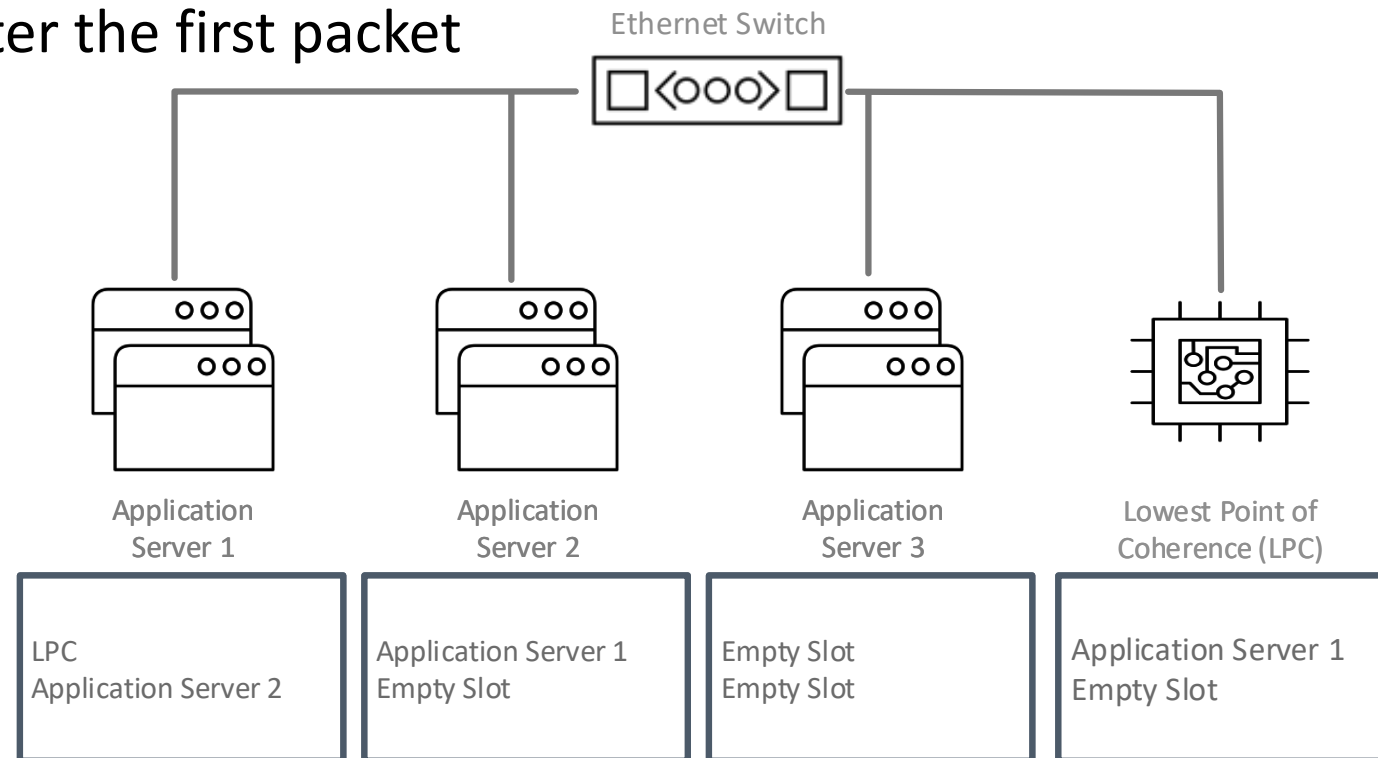 ter the first packet
Ethernet Switch
Application
Server 1
Application
Server 2
Application
Server 3
Lowest Point of
Coherence (LPC)
LPC
Application Server 2
Application Server 1
Empty Slot
Empty Slot
Empty Slot
Application Server 1
Empty Slot